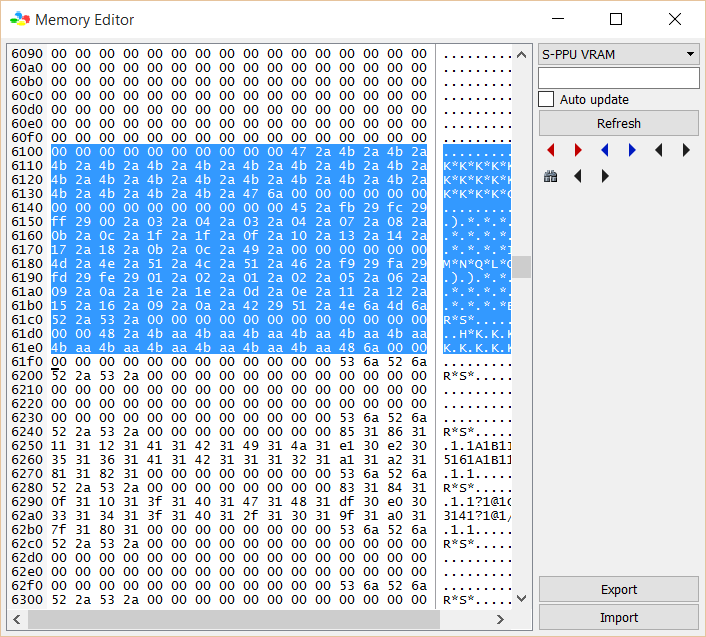 Memory Editor
6090 00 00 00 00 00 00 00 00 00 00 00 00 00 00 00 00 .........
60a0 00 00 00 00 00 00 00 00 00 00 00 00 00 00 00 00 .........
60b0 00 00 00 00 00 00 00 00 00 00 00 00 00 00 00 00 .........
60c0 00 00 00 00 00 00 00 00 00 00 00 00 00 00 00 00 .........
60d0 00 00 00 00 00 00 00 00 00 00 00 00 00 00 00 00 .........
60e0 00 00 00 00 00 00 00 00 00 00 00 00 00 00 00 00 .........
60f0 00 00 00 00 00 00 00 00 00 00 00 00 00 00 00 00 .........
6100 00 00 00 00 00 00 00 00 00 00 47 2a 4b 2a 4b 2a .........
6110 4b 2a 4b 2a 4b 2a 4b 2a 4b 2a 4b 2a 4b 2a 4b 2a K*K*K*K*K
6120 4b 2a 4b 2a 4b 2a 4b 2a 4b 2a 4b 2a 4b 2a 4b 2a K*K*K*K*K
6130 4b 2a 4b 2a 4b 2a 4b 2a 47 6a 00 00 00 00 00 00 K*K*K*K*G
6140 00 00 00 00 00 00 00 00 00 00 45 2a fb 29 fc 29 .........
6150 ff 29 00 2a 03 2a 04 2a 03 2a 04 2a 07 2a 08 2a .).*.*.*.
6160 0b 2a 0c 2a 1f 2a 1f 2a 0f 2a 10 2a 13 2a 14 2a .*.*.*.*.
6170 17 2a 18 2a 0b 2a 0c 2a 49 2a 00 00 00 00 00 00 .*.*.*.*I
6180 4d 2a 4e 2a 51 2a 4c 2a 51 2a 46 2a f9 29 fa 29 M*N*Q*L*Q
6190 fd 29 fe 29 01 2a 02 2a 01 2a 02 2a 05 2a 06 2a .).).*.*.
61a0 09 2a 0a 2a 1e 2a 1e 2a 0d 2a 0e 2a 11 2a 12 2a .*.*.*.*.
61b0 15 2a 16 2a 09 2a 0a 2a 42 29 51 2a 4e 6a 4d 6a .*.*.*.*B
61c0 52 2a 53 2a 00 00 00 00 00 00 00 00 00 00 00 00 R*S*.....
61d0 00 00 48 2a 4b aa 4b aa 4b aa 4b aa 4b aa 4b aa ..H*K.K.K
61e0 4b aa 4b aa 4b aa 4b aa 4b aa 4b aa 48 6a 00 00 K.K.K.K.K
61f0 00 00 00 00 00 00 00 00 00 00 00 00 53 6a 52 6a .........
6200 52 2a 53 2a 00 00 00 00 00 00 00 00 00 00 00 00 R*S*.....
6210 00 00 00 00 00 00 00 00 00 00 00 00 00 00 00 00 .........
6220 00 00 00 00 00 00 00 00 00 00 00 00 00 00 00 00 .........
6230 00 00 00 00 00 00 00 00 00 00 00 00 53 6a 52 6a .........
6240 52 2a 53 2a 00 00 00 00 00 00 00 00 85 31 86 31 R*S*.....
6250 11 31 12 31 41 31 42 31 49 31 4a 31 e1 30 e2 30 .1.1A1B1I
6260 35 31 36 31 41 31 42 31 31 31 32 31 a1 31 a2 31 5161A1B11
6270 81 31 82 31 00 00 00 00 00 00 00 00 53 6a 52 6a .1.1.....
6280 52 2a 53 2a 00 00 00 00 00 00 00 00 83 31 84 31 R*S*.....
6290 0f 31 10 31 3f 31 40 31 47 31 48 31 df 30 e0 30 .1.1?1@1G
62a0 33 31 34 31 3f 31 40 31 2f 31 30 31 9f 31 a0 31 3141?1@1/
62b0 7f 31 80 31 00 00 00 00 00 00 00 00 53 6a 52 6a .1.1.....
62c0 52 2a 53 2a 00 00 00 00 00 00 00 00 00 00 00 00 R*S*.....
62d0 00 00 00 00 00 00 00 00 00 00 00 00 00 00 00 00 .........
62e0 00 00 00 00 00 00 00 00 00 00 00 00 00 00 00 00 .........
62f0 00 00 00 00 00 00 00 00 00 00 00 00 53 6a 52 6a .........
6300 52 2a 53 2a 00 00 00 00 00 00 00 00 00 00 00 00 R*S*.....
S-PPU VRAM
Auto update
Refresh
Export
Import